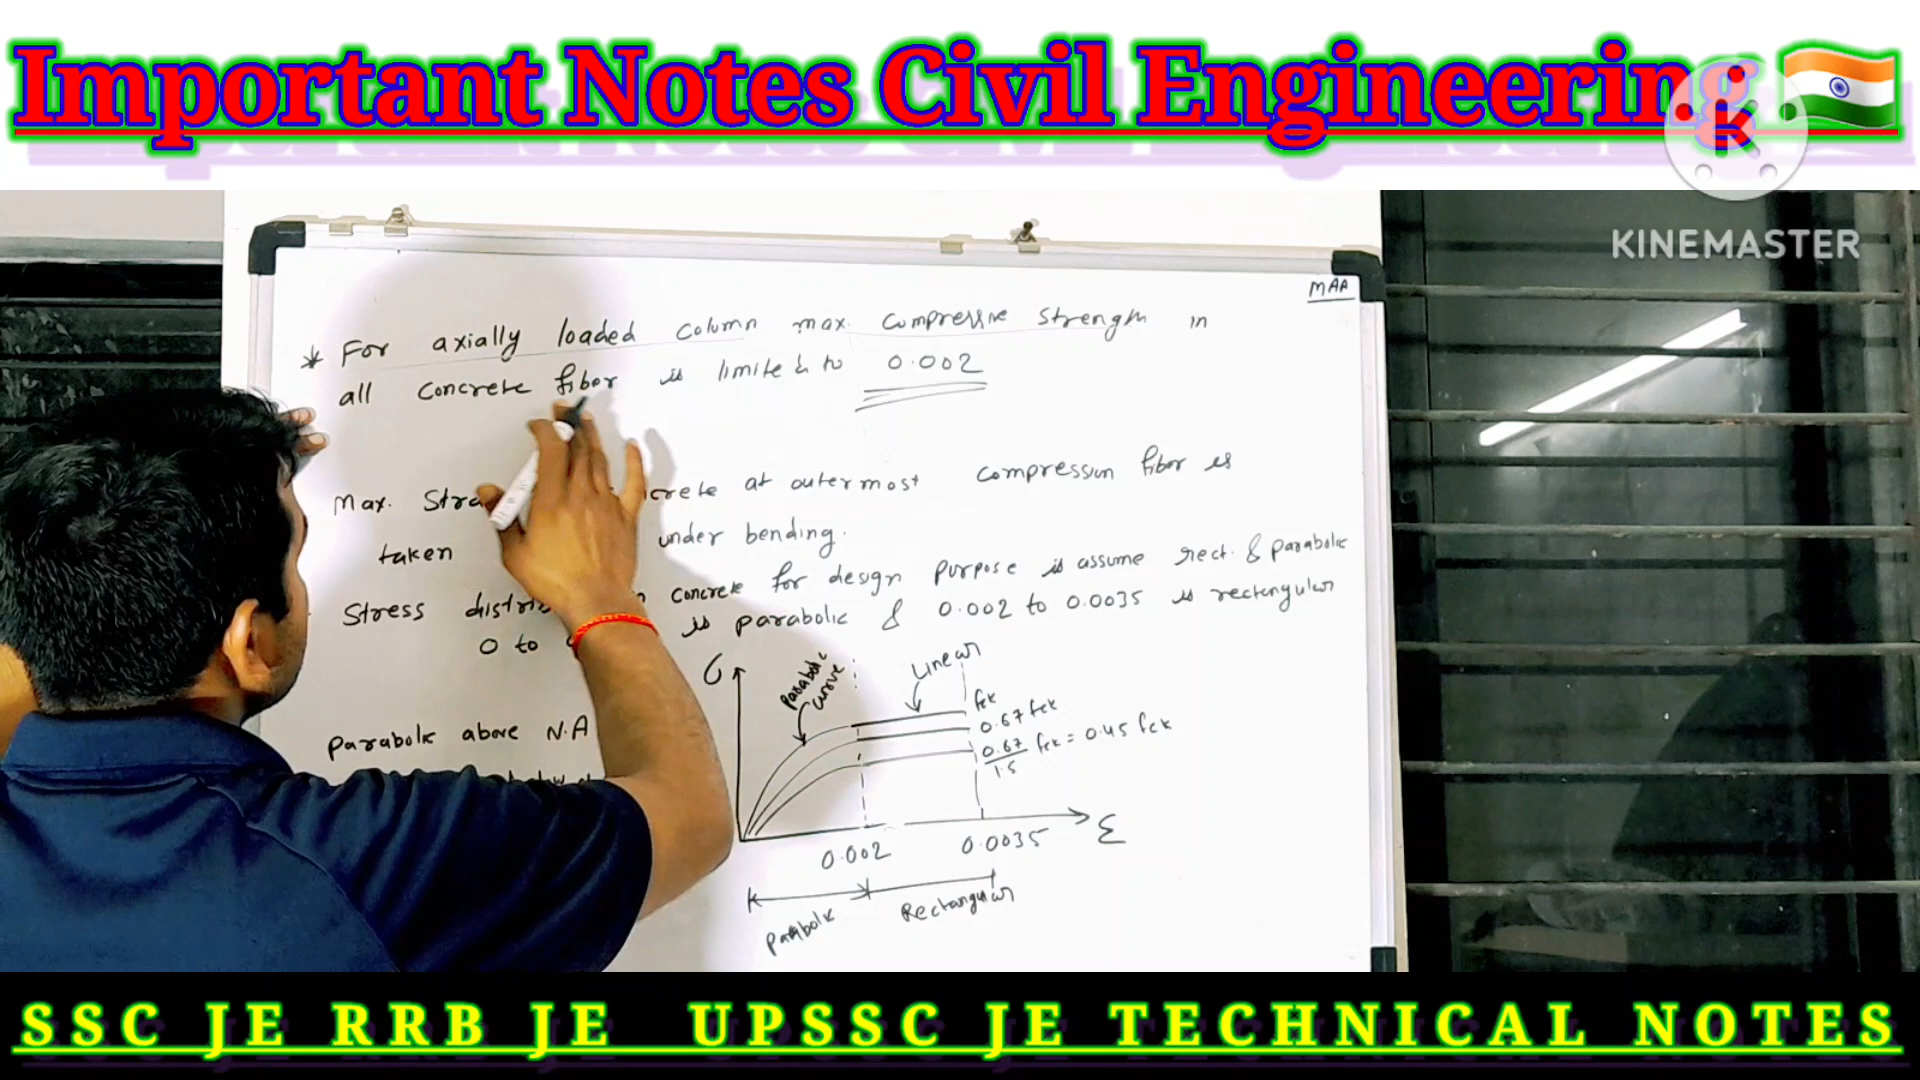 Important Notes Civil Engineering
K
KINEMASTER
MAA
* For axially loaded column max. compressive strength in
all concrete fiber is limited to 0.002
Max. crete at outermost compression fiber is
taken under bending.
Stress concrete for design purpose is assume rect. & parabolic
0 to is parabolic & 0.002 to 0.0035 is rectangular
σ
Parabolic curve
Linear
fck
0.67 fck
0.67/1.5 fck = 0.45 fck
Parabolic above N.A
0.002
0.0035
ε
Parabolic
Rectangular
SSC JE RRB JE UPSSC JE TECHNICAL NOTES